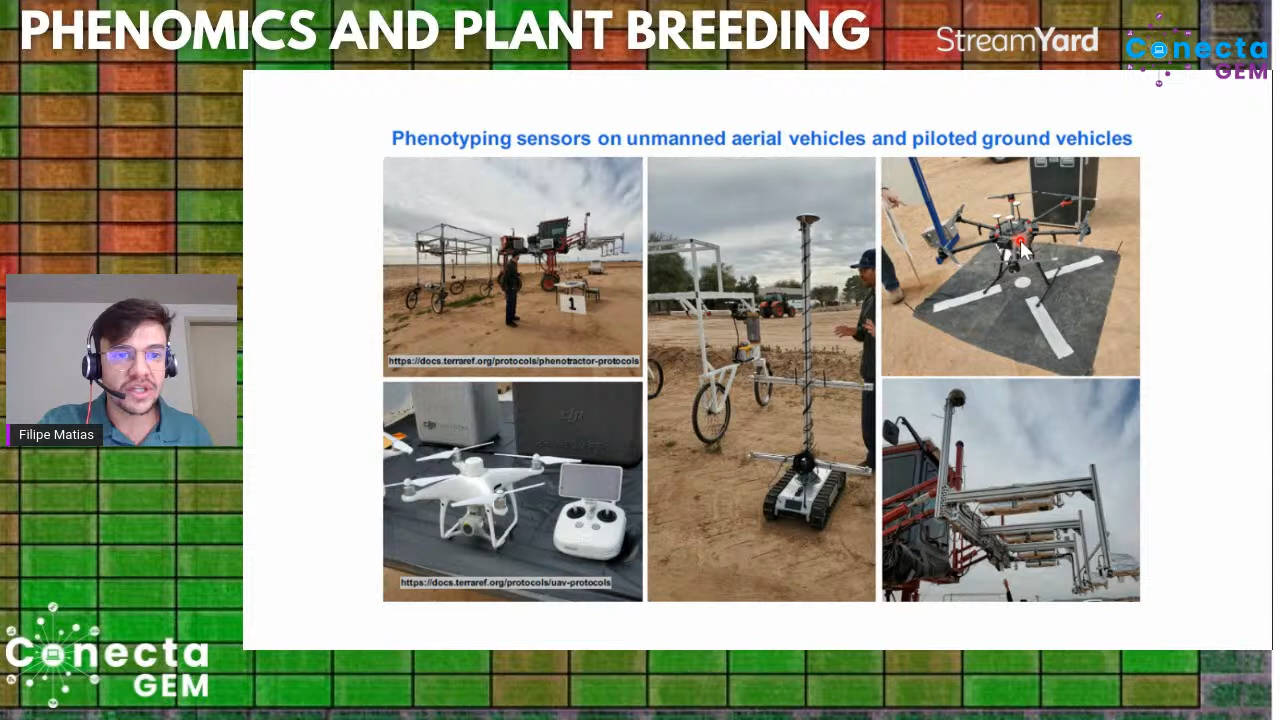 PHENOMICS AND PLANT BREEDING
StreamYard
Conecta
GEM
Phenotyping sensors on unmanned aerial vehicles and piloted ground vehicles
1
https://docs.terraref.org/protocols/phenotractor-protocols
dji
https://docs.terraref.org/protocols/uav-protocols
Filipe Matias
Conecta
GEM